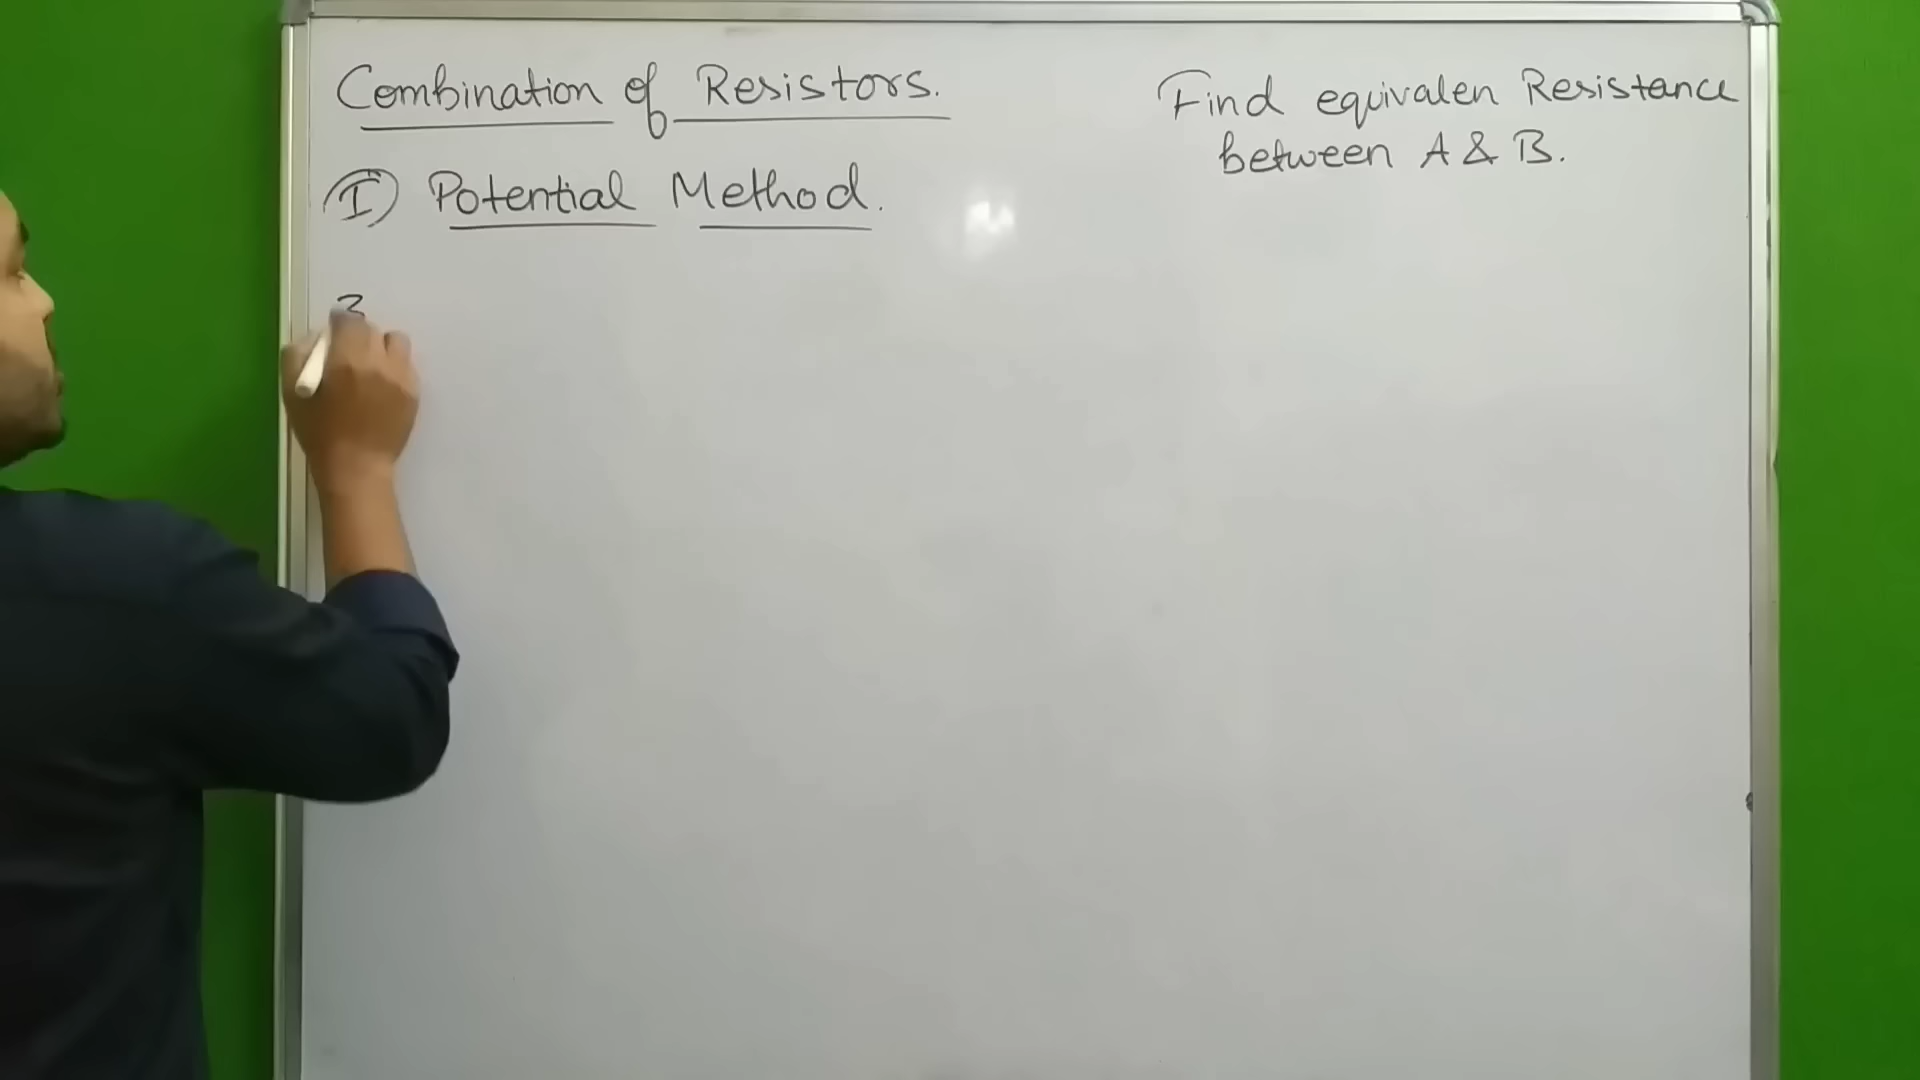 Combination of Resistors.
Find equivalen Resistance
between A & B.
(I) Potential Method.